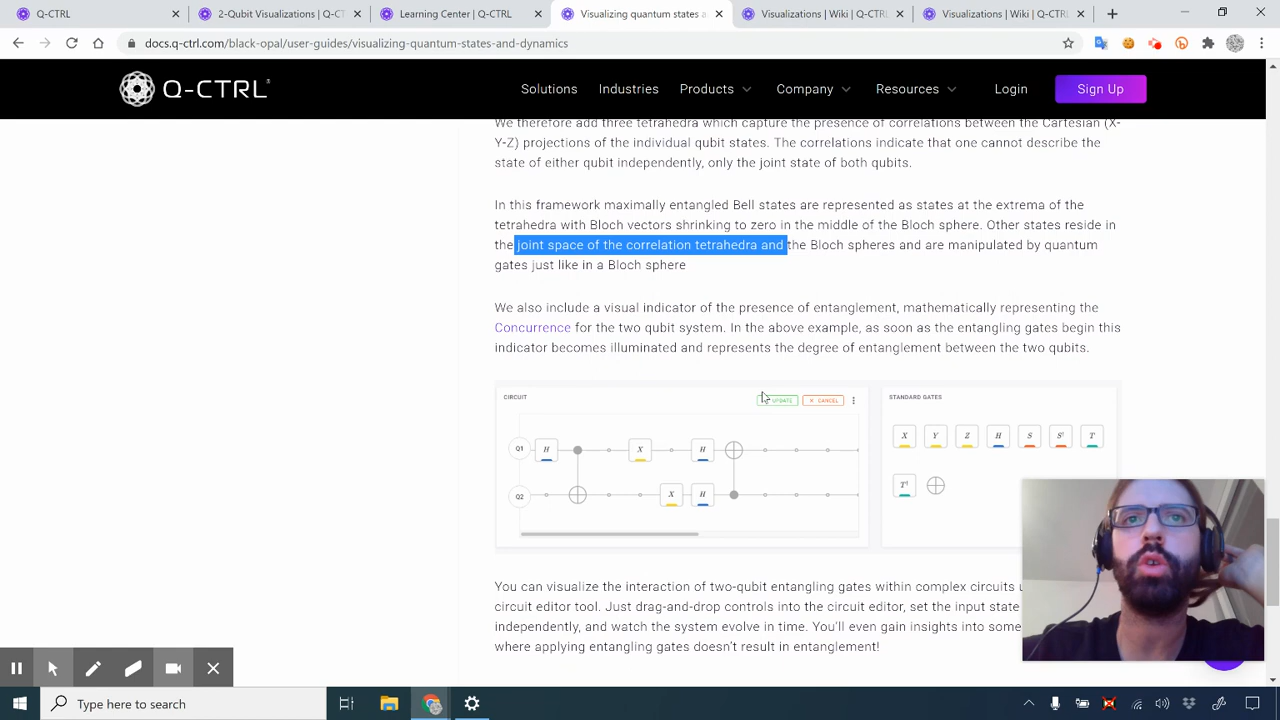 Q-CTRL
2-Qubit Visualizations | Q-CT
Learning Center | Q-CTRL
Visualizing quantum states a
Visualizations | Wiki | Q-CTRL
Visualizations | Wiki | Q-CTRL
docs.q-ctrl.com/black-opal/user-guides/visualizing-quantum-states-and-dynamics
Q-CTRL
Solutions
Industries
Products
Company
Resources
Login
Sign Up
We therefore add three tetrahedra which capture the presence of correlations between the Cartesian (X-
Y-Z) projections of the individual qubit states. The correlations indicate that one cannot describe the
state of either qubit independently, only the joint state of both qubits.
In this framework maximally entangled Bell states are represented as states at the extrema of the
tetrahedra with Bloch vectors shrinking to zero in the middle of the Bloch sphere. Other states reside in
the joint space of the correlation tetrahedra and the Bloch spheres and are manipulated by quantum
gates just like in a Bloch sphere
We also include a visual indicator of the presence of entanglement, mathematically representing the
Concurrence for the two qubit system. In the above example, as soon as the entangling gates begin this
indicator becomes illuminated and represents the degree of entanglement between the two qubits.
CIRCUIT
UPDATE
× CANCEL
STANDARD GATES
Q1 H X H
X Y Z H S S† T
T†
Q2 X H
You can visualize the interaction of two-qubit entangling gates within complex circuits
circuit editor tool. Just drag-and-drop controls into the circuit editor, set the input state
independently, and watch the system evolve in time. You'll even gain insights into some
where applying entangling gates doesn't result in entanglement!
Type here to search